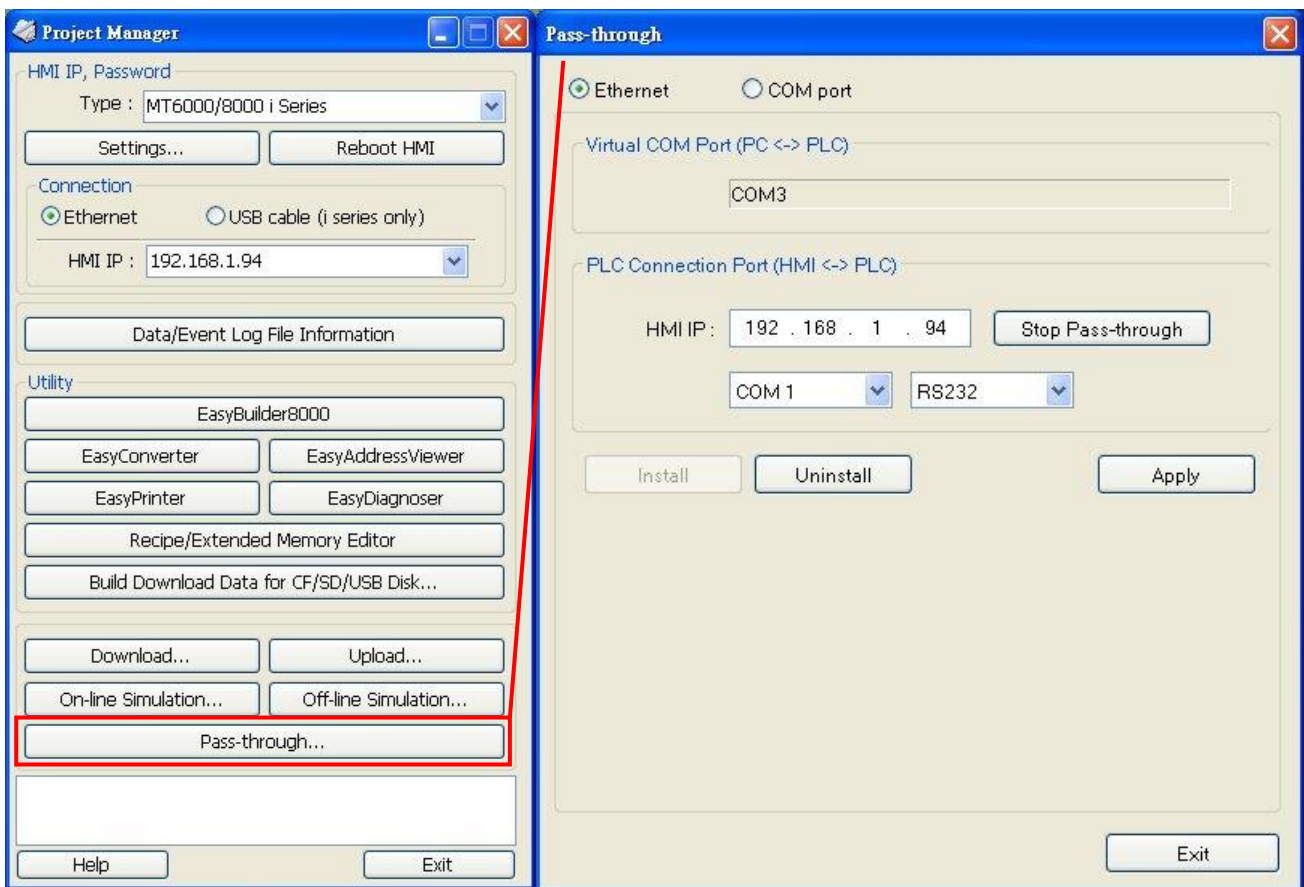 Project Manager
HMI IP, Password
Type : MT6000/8000 i Series
Settings... Reboot HMI
Connection
Ethernet USB cable (i series only)
HMI IP : 192.168.1.94
Data/Event Log File Information
Utility
EasyBuilder8000
EasyConverter EasyAddressViewer
EasyPrinter EasyDiagnoser
Recipe/Extended Memory Editor
Build Download Data for CF/SD/USB Disk...
Download... Upload...
On-line Simulation... Off-line Simulation...
Pass-through...
Help Exit
Pass-through
Ethernet COM port
Virtual COM Port (PC <-> PLC)
COM3
PLC Connection Port (HMI <-> PLC)
HMI IP : 192 . 168 . 1 . 94 Stop Pass-through
COM 1 RS232
Install Uninstall Apply
Exit